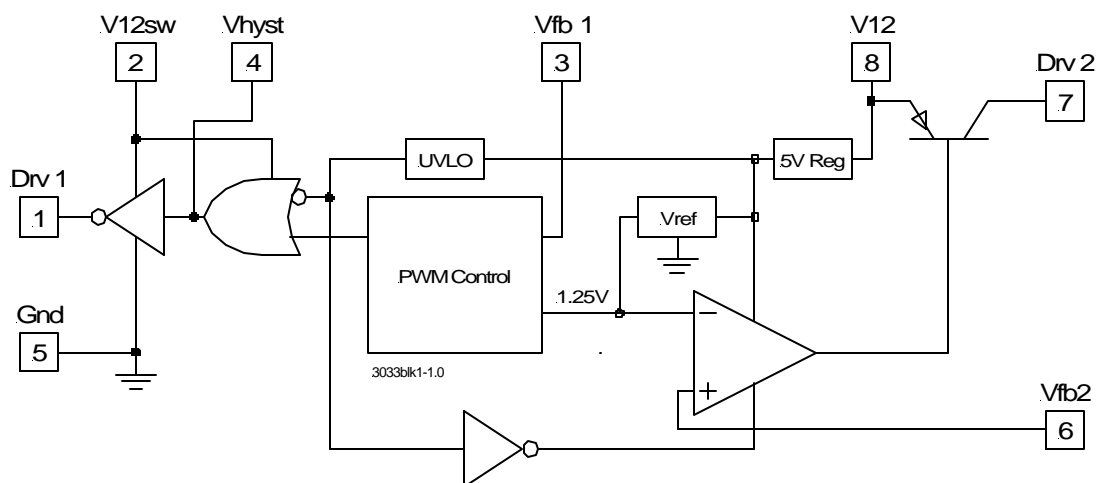 V12sw
Vhyst
Vfb 1
V12
2
4
3
8
Drv 2
7
UVLO
5V Reg
Drv 1
1
Vref
PWM Control
1.25V
−
Gnd
5
3033blk1-1.0
+
Vfb2
6